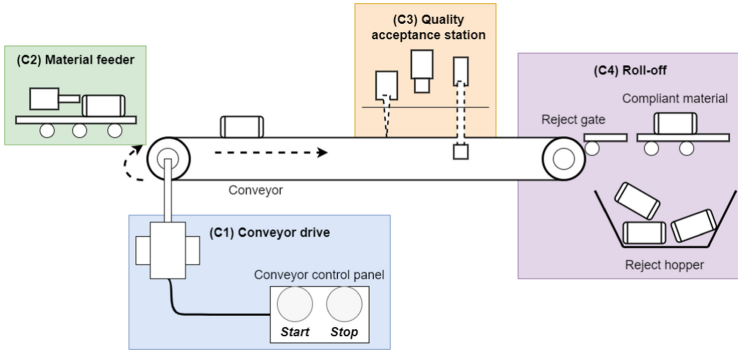 (C3) Quality
acceptance station
(C2) Material feeder
(C4) Roll-off
Compliant material
Reject gate
Conveyor
(C1) Conveyor drive
Reject hopper
Conveyor control panel
Start Stop